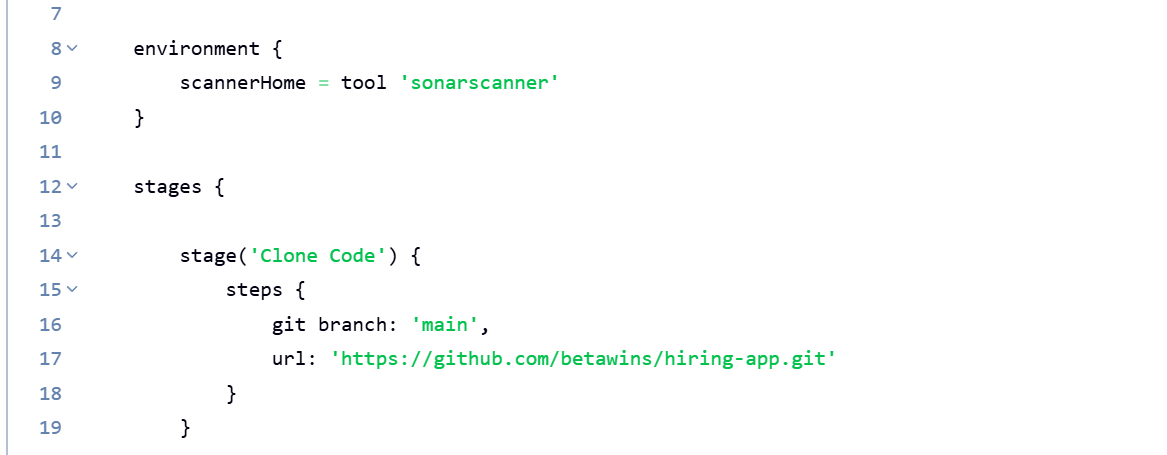 7
8 environment {
9 scannerHome = tool 'sonarscanner'
10 }
11
12 stages {
13
14 stage('Clone Code') {
15 steps {
16 git branch: 'main',
17 url: 'https://github.com/betawins/hiring-app.git'
18 }
19 }